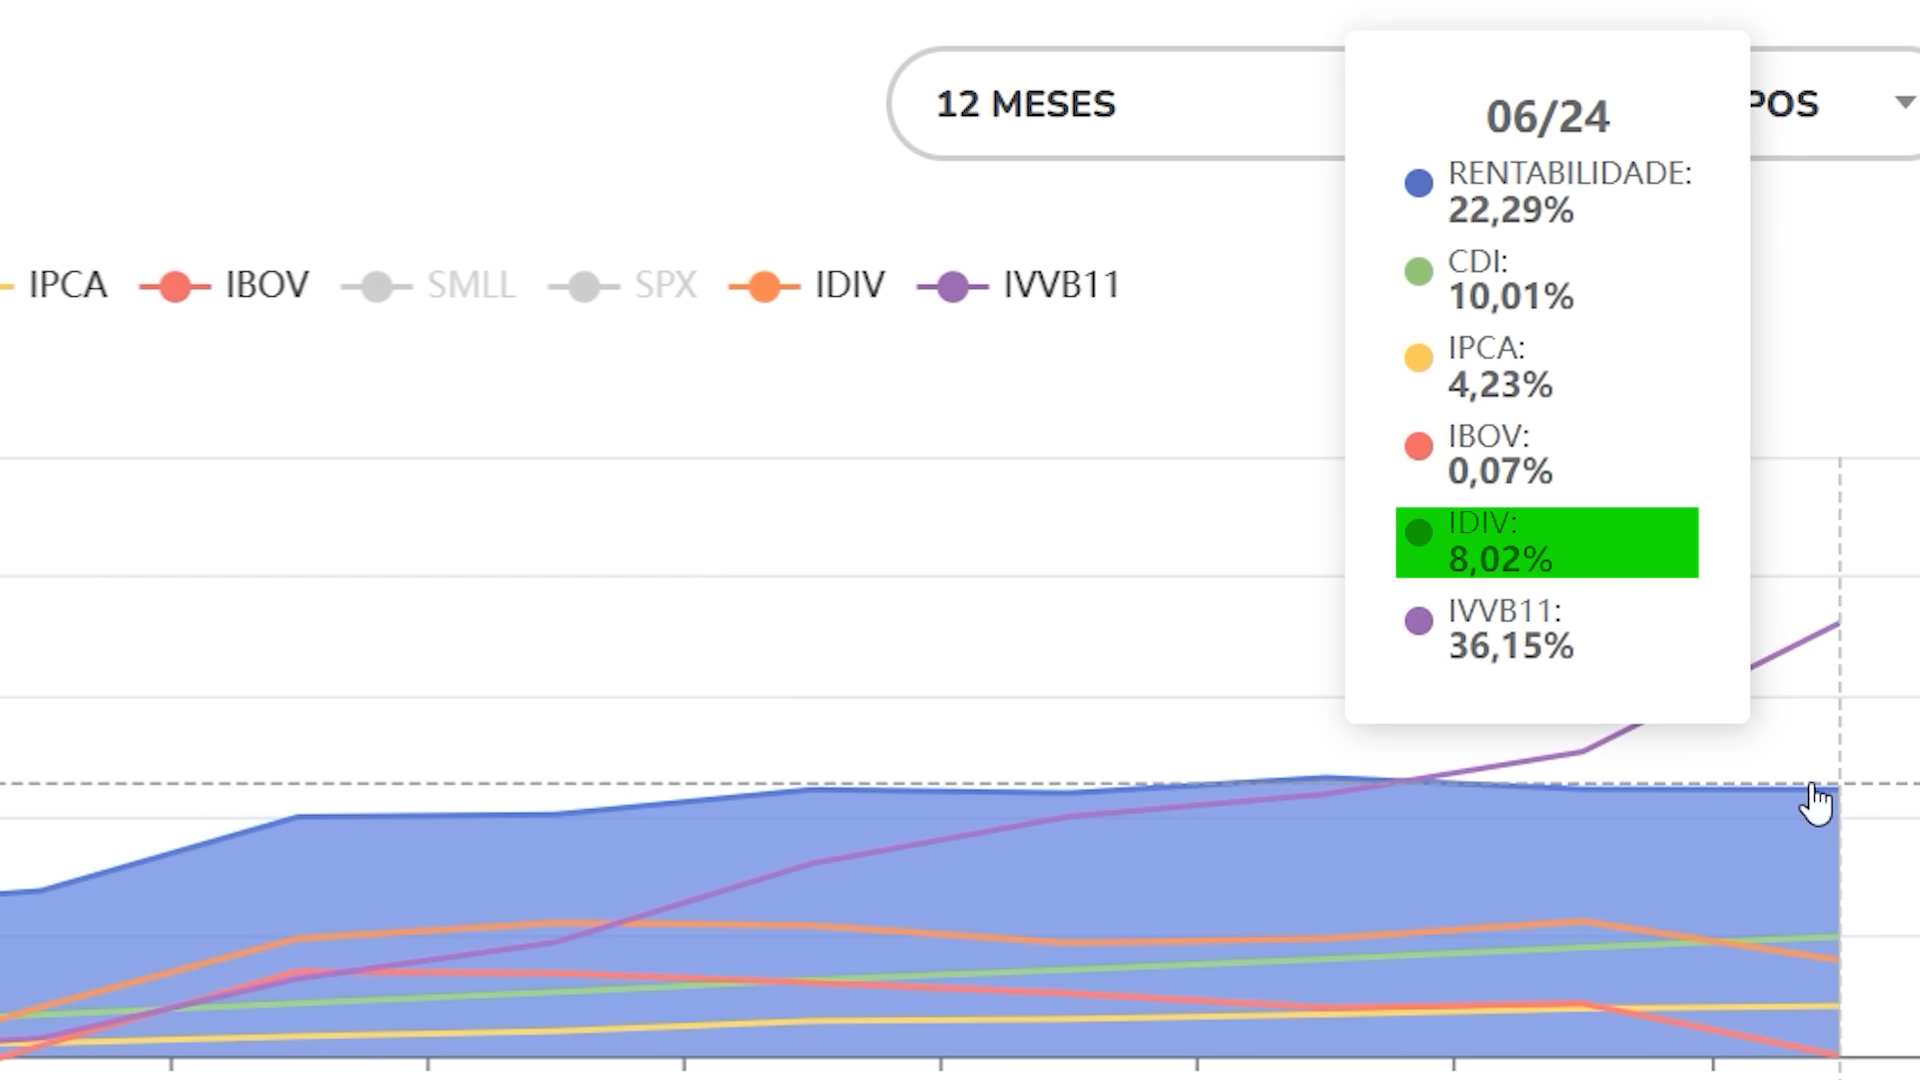 12 MESES
POS
IPCA IBOV SMLL SPX IDIV IVVB11
06/24
RENTABILIDADE:
22,29%
CDI:
10,01%
IPCA:
4,23%
IBOV:
0,07%
IDIV:
8,02%
IVVB11:
36,15%